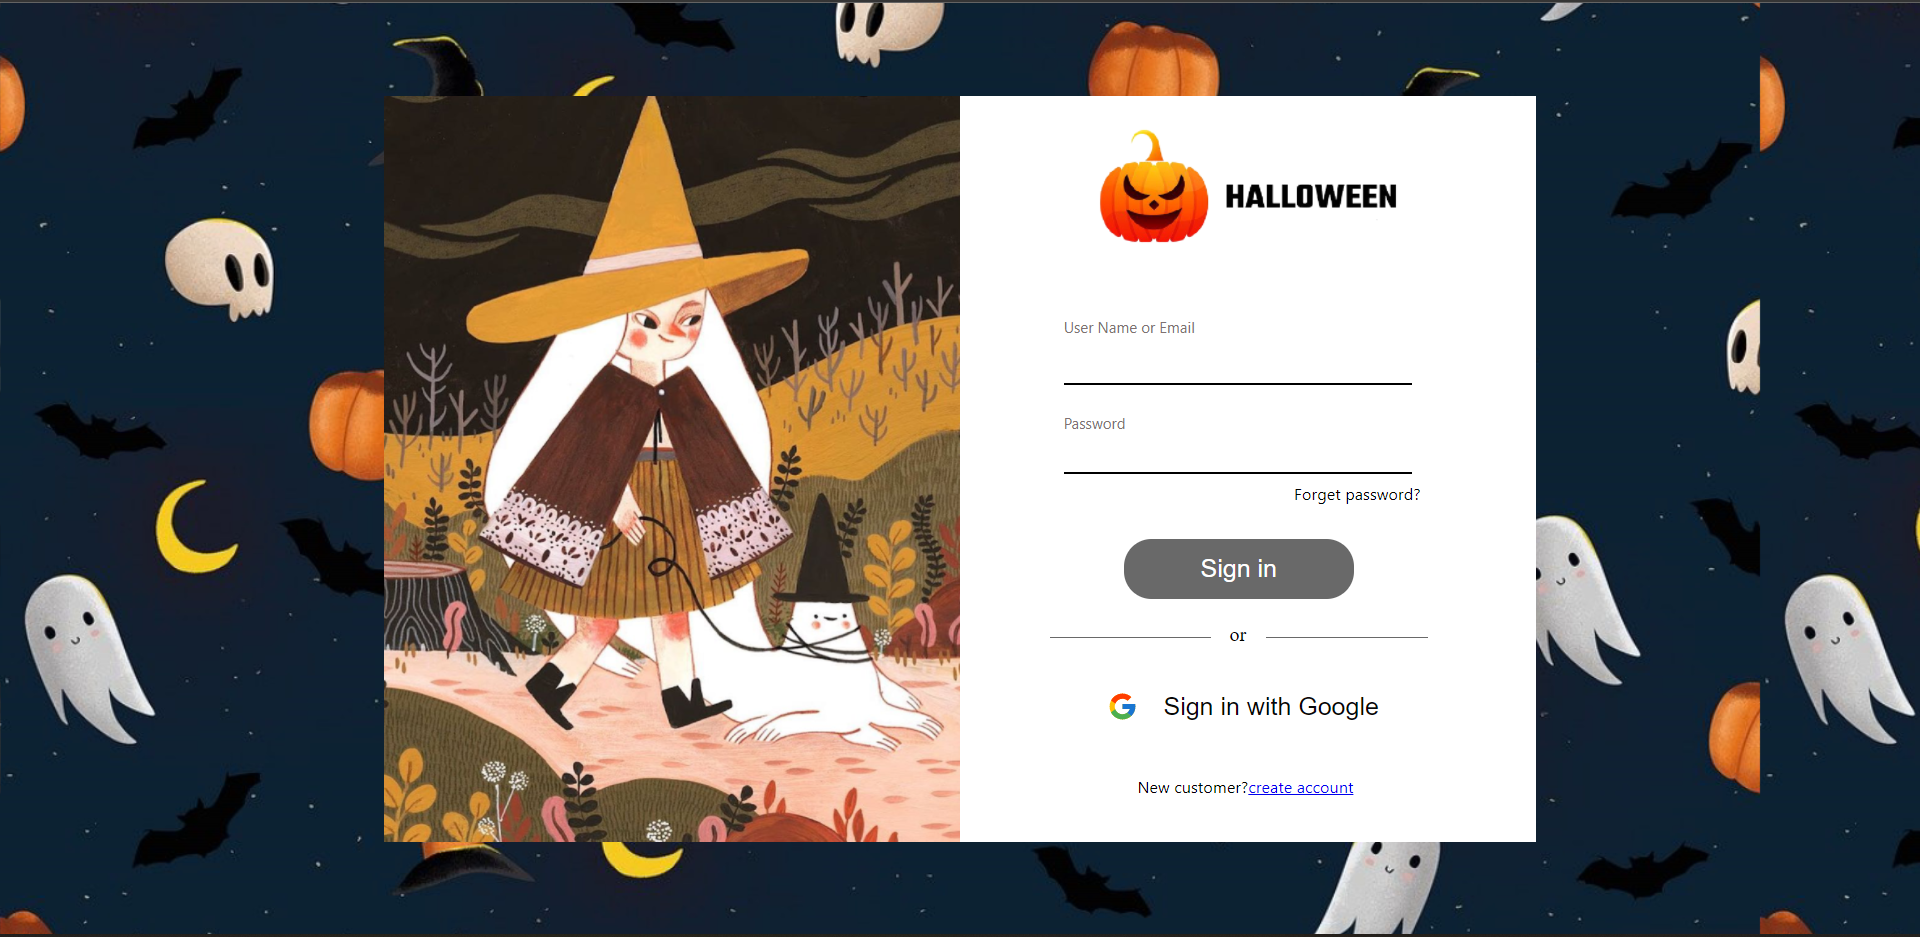 HALLOWEEN
User Name or Email
Password
Forget password?
Sign in
or
Sign in with Google
New customer?create account